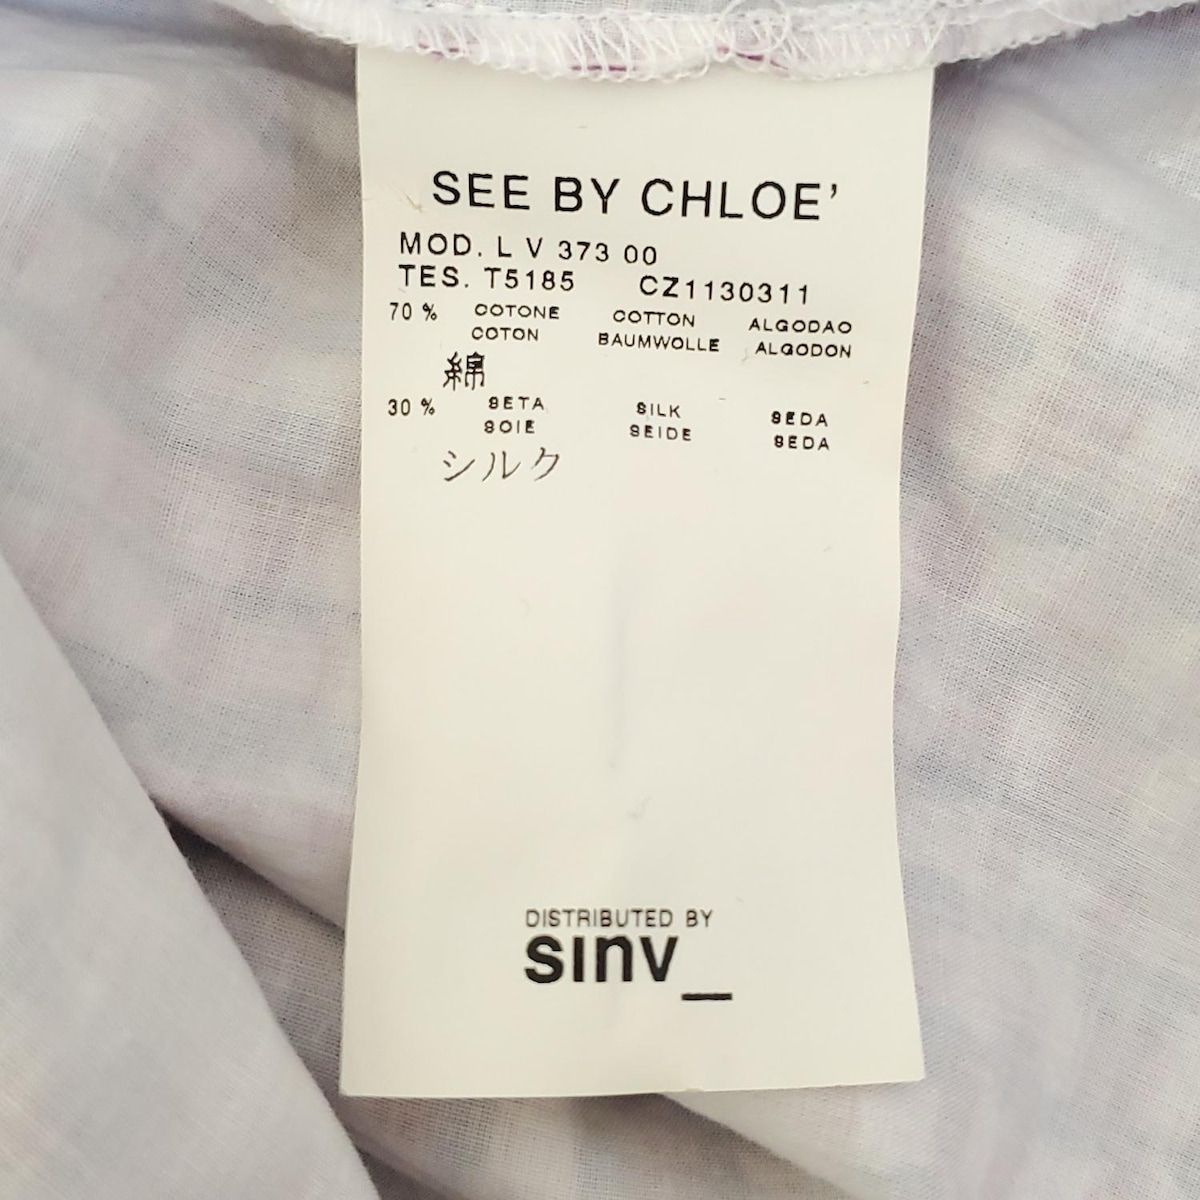 SEE BY CHLOE'
MOD. L V 373 00
TES. T5185 CZ1130311
70 % COTONE COTTON ALGODAO
COTON BAUMWOLLE ALGODON
綿
30 % SETA SILK SEDA
SOIE SEIDE SEDA
シルク
DISTRIBUTED BY
sinv_